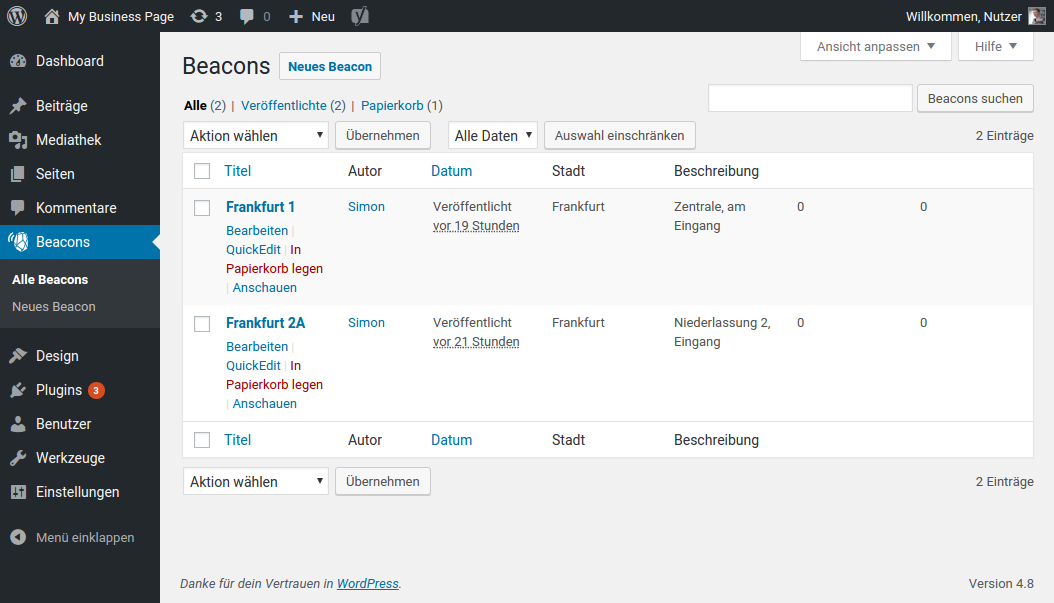 My Business Page 3 0 Neu Willkommen, Nutzer
Ansicht anpassen Hilfe
Dashboard
Beiträge
Mediathek
Seiten
Kommentare
Beacons
Alle Beacons
Neues Beacon
Design
Plugins 3
Benutzer
Werkzeuge
Einstellungen
Menü einklappen
Beacons Neues Beacon
Alle (2) | Veröffentlichte (2) | Papierkorb (1)
Beacons suchen
Aktion wählen Übernehmen Alle Daten Auswahl einschränken 2 Einträge
Titel Autor Datum Stadt Beschreibung
Frankfurt 1 Simon Veröffentlicht Frankfurt Zentrale, am 0 0
vor 19 Stunden Eingang
Bearbeiten |
QuickEdit | In
Papierkorb legen
| Anschauen
Frankfurt 2A Simon Veröffentlicht Frankfurt Niederlassung 2, 0 0
vor 21 Stunden Eingang
Bearbeiten |
QuickEdit | In
Papierkorb legen
| Anschauen
Titel Autor Datum Stadt Beschreibung
Aktion wählen Übernehmen 2 Einträge
Danke für dein Vertrauen in WordPress. Version 4.8